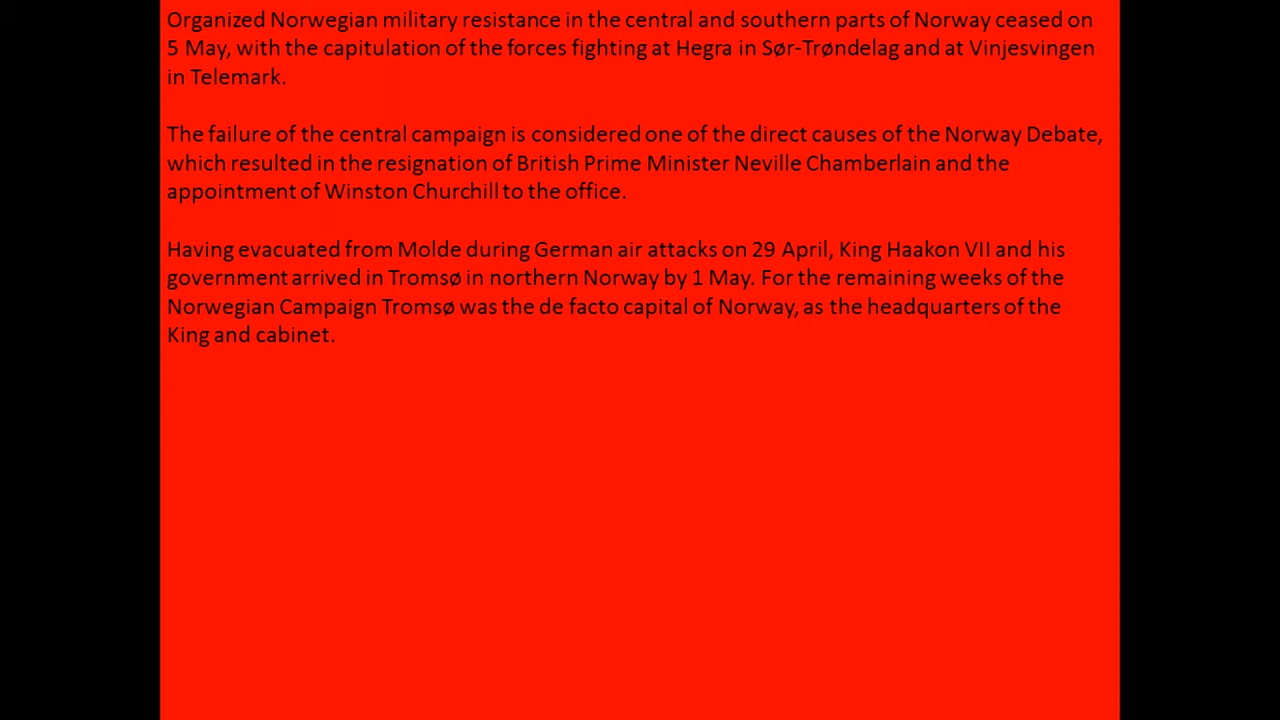 Organized Norwegian military resistance in the central and southern parts of Norway ceased on
5 May, with the capitulation of the forces fighting at Hegra in Sør-Trøndelag and at Vinjesvingen
in Telemark.
The failure of the central campaign is considered one of the direct causes of the Norway Debate,
which resulted in the resignation of British Prime Minister Neville Chamberlain and the
appointment of Winston Churchill to the office.
Having evacuated from Molde during German air attacks on 29 April, King Haakon VII and his
government arrived in Tromsø in northern Norway by 1 May. For the remaining weeks of the
Norwegian Campaign Tromsø was the de facto capital of Norway, as the headquarters of the
King and cabinet.